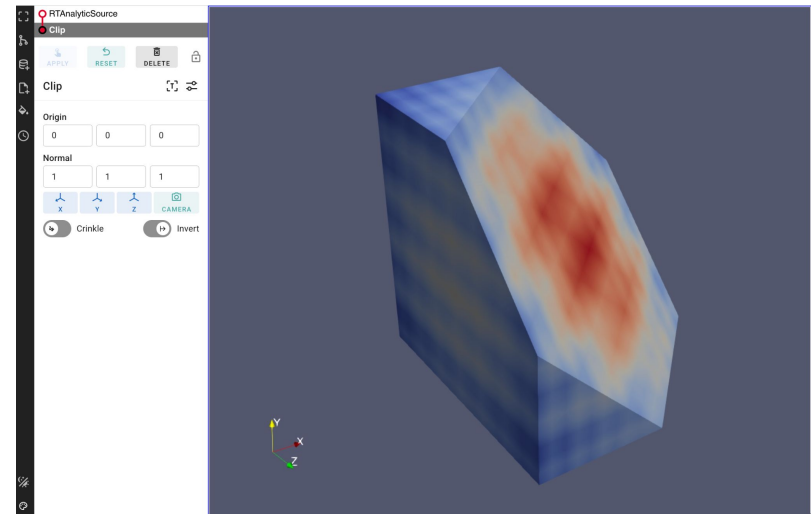 RTAnalyticSource
Clip
APPLY RESET DELETE
Clip
Origin
0 0 0
Normal
1 1 1
X Y Z CAMERA
Crinkle Invert
Y
X
Z